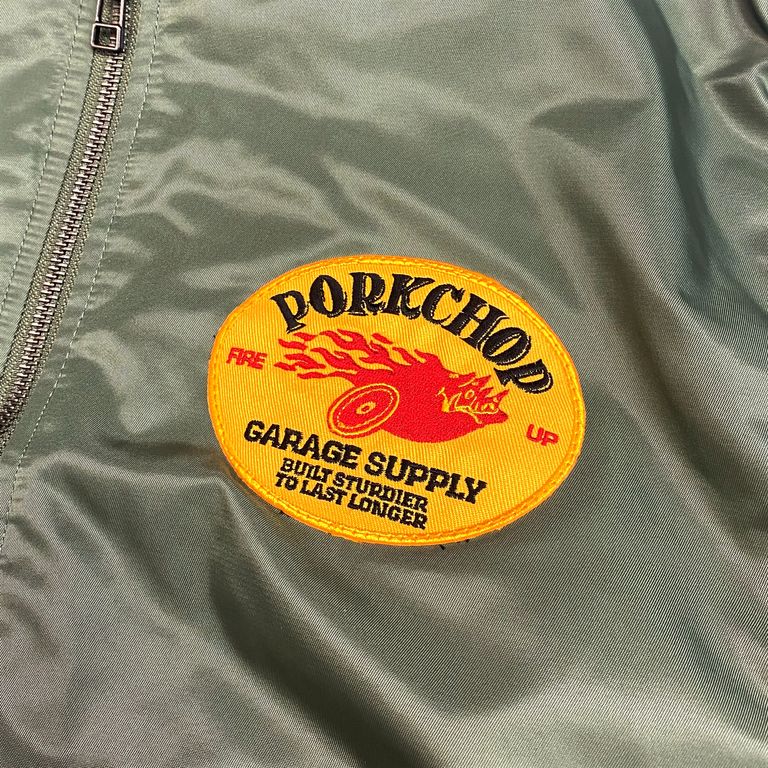 PORKCHOP
FIRE UP
GARAGE SUPPLY
BUILT STURDIER
TO LAST LONGER